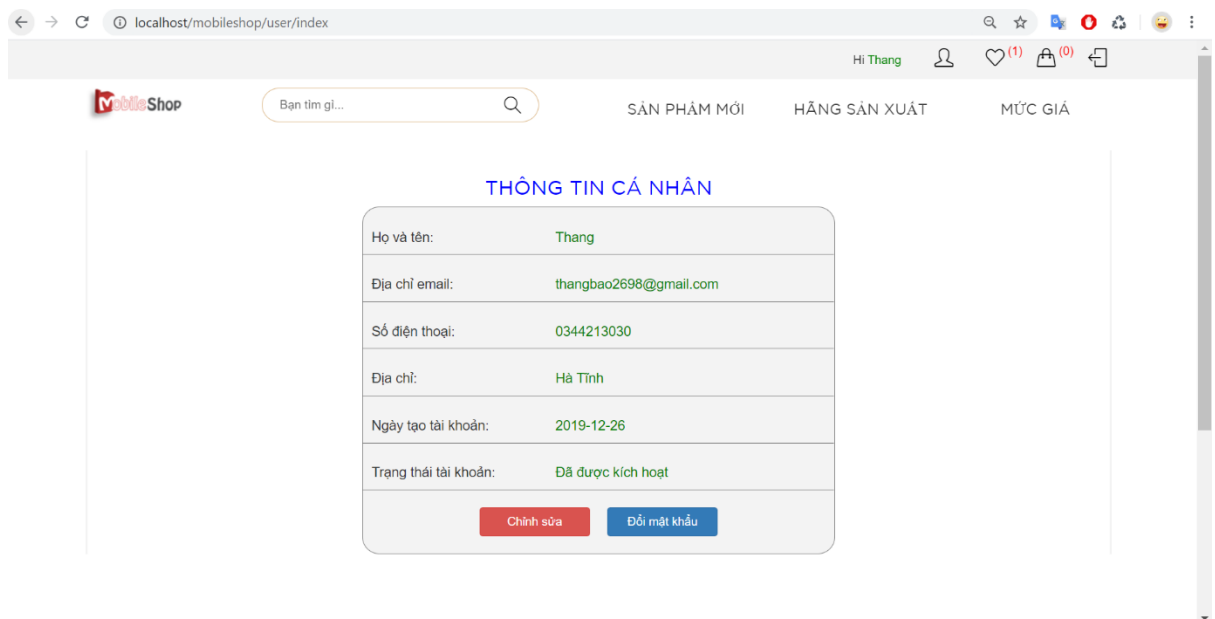 localhost/mobileshop/user/index
Hi Thang (1) (0)
MobileShop Bạn tìm gì... SẢN PHẨM MỚI HÃNG SẢN XUẤT MỨC GIÁ
THÔNG TIN CÁ NHÂN
Họ và tên: Thang
Địa chỉ email: thangbao2698@gmail.com
Số điện thoại: 0344213030
Địa chỉ: Hà Tĩnh
Ngày tạo tài khoản: 2019-12-26
Trạng thái tài khoản: Đã được kích hoạt
Chỉnh sửa Đổi mật khẩu